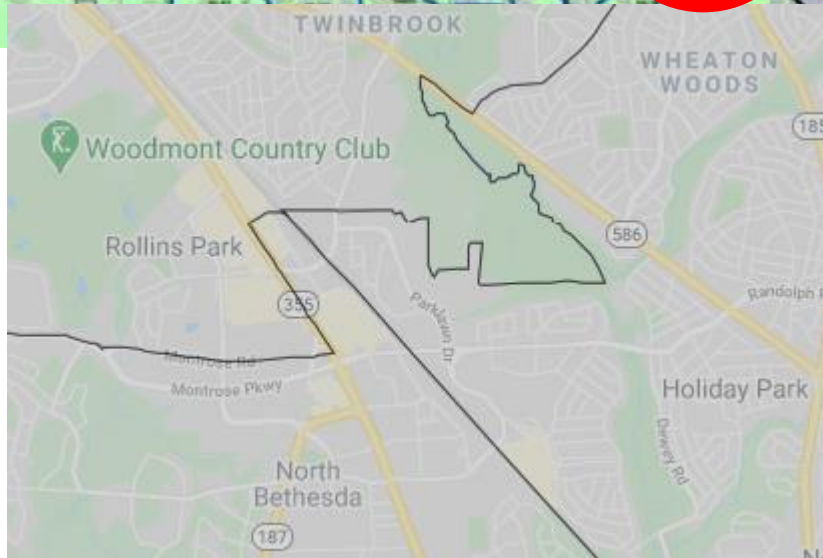 TWINBROOK
WHEATON
WOODS
185
Woodmont Country Club
586
Rollins Park
355
Randolph
Parklawn Dr
Montrose Rd
Montrose Pkwy
Holiday Park
Dewey Rd
North
Bethesda
187
N